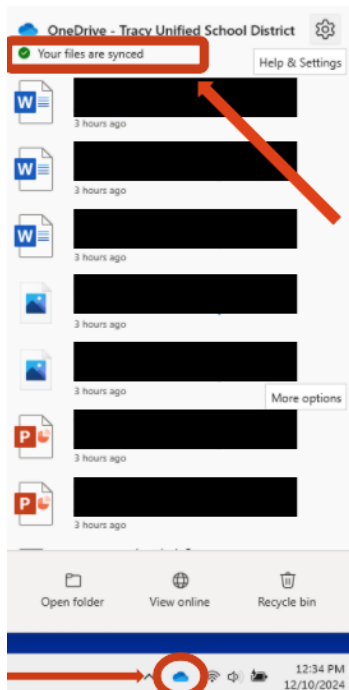 OneDrive - Tracy Unified School District
Your files are synced
Help & Settings
W
3 hours ago
W
3 hours ago
W
3 hours ago
3 hours ago
3 hours ago
More options
P
3 hours ago
P
3 hours ago
Open folder
View online
Recycle bin
12:34 PM
12/10/2024